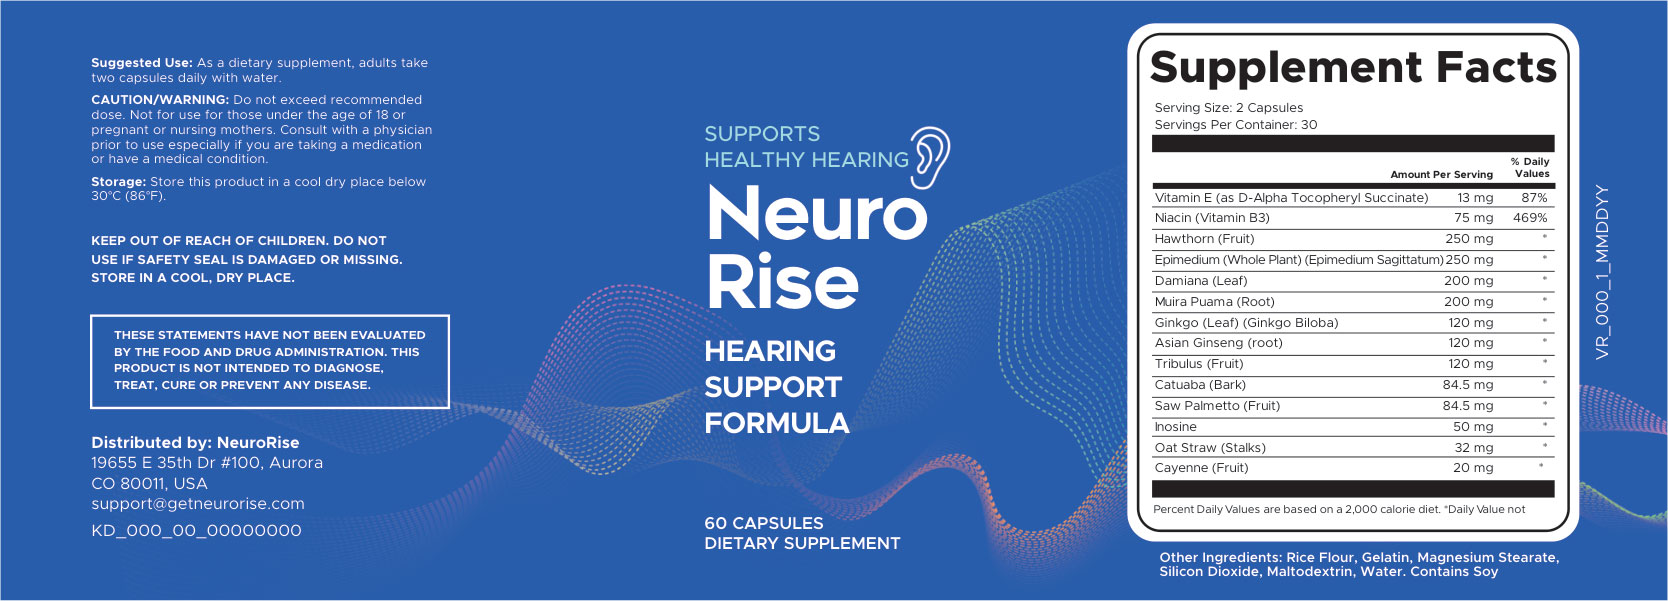 Suggested Use: As a dietary supplement, adults take
two capsules daily with water.
CAUTION/WARNING: Do not exceed recommended
dose. Not for use for those under the age of 18 or
pregnant or nursing mothers. Consult with a physician
prior to use especially if you are taking a medication
or have a medical condition.
Storage: Store this product in a cool dry place below
30°C (86°F).
KEEP OUT OF REACH OF CHILDREN. DO NOT
USE IF SAFETY SEAL IS DAMAGED OR MISSING.
STORE IN A COOL, DRY PLACE.
THESE STATEMENTS HAVE NOT BEEN EVALUATED
BY THE FOOD AND DRUG ADMINISTRATION. THIS
PRODUCT IS NOT INTENDED TO DIAGNOSE,
TREAT, CURE OR PREVENT ANY DISEASE.
Distributed by: NeuroRise
19655 E 35th Dr #100, Aurora
CO 80011, USA
support@getneurorise.com
KD_000_00_00000000
SUPPORTS
HEALTHY HEARING
Neuro
Rise
HEARING
SUPPORT
FORMULA
60 CAPSULES
DIETARY SUPPLEMENT
Supplement Facts
Serving Size: 2 Capsules
Servings Per Container: 30
Amount Per Serving % Daily
Values
Vitamin E (as D-Alpha Tocopheryl Succinate) 13 mg 87%
Niacin (Vitamin B3) 75 mg 469%
Hawthorn (Fruit) 250 mg *
Epimedium (Whole Plant) (Epimedium Sagittatum) 250 mg *
Damiana (Leaf) 200 mg *
Muira Puama (Root) 200 mg *
Ginkgo (Leaf) (Ginkgo Biloba) 120 mg *
Asian Ginseng (root) 120 mg *
Tribulus (Fruit) 120 mg *
Catuaba (Bark) 84.5 mg *
Saw Palmetto (Fruit) 84.5 mg *
Inosine 50 mg *
Oat Straw (Stalks) 32 mg *
Cayenne (Fruit) 20 mg *
Percent Daily Values are based on a 2,000 calorie diet. *Daily Value not
Other Ingredients: Rice Flour, Gelatin, Magnesium Stearate,
Silicon Dioxide, Maltodextrin, Water. Contains Soy
VR_000_1_MMDDYY